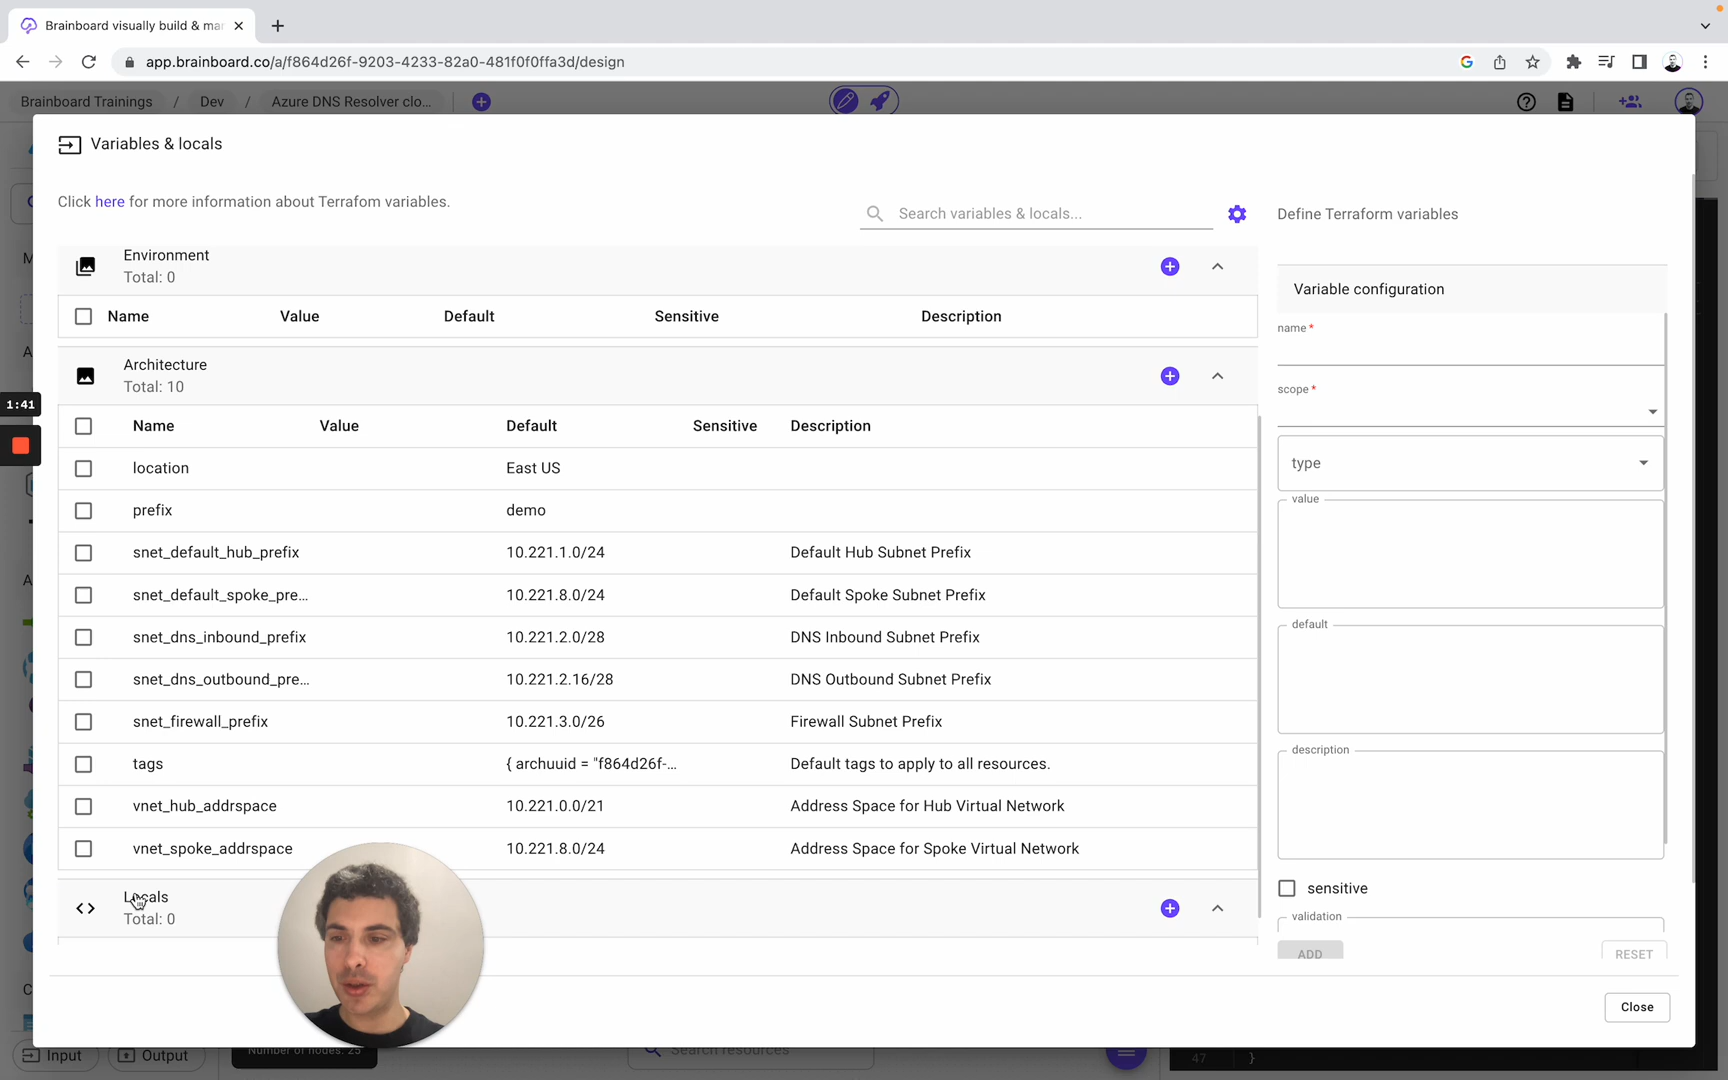 Brainboard visually build & ma
app.brainboard.co/a/f864d26f-9203-4233-82a0-481f0f0ffa3d/design
Brainboard Trainings / Dev / Azure DNS Resolver clo...
Variables & locals
Click here for more information about Terrafom variables.
Search variables & locals...
Define Terraform variables
Environment
Total: 0
Name Value Default Sensitive Description
Architecture
Total: 10
Name Value Default Sensitive Description
location East US
prefix demo
snet_default_hub_prefix 10.221.1.0/24 Default Hub Subnet Prefix
snet_default_spoke_pre... 10.221.8.0/24 Default Spoke Subnet Prefix
snet_dns_inbound_prefix 10.221.2.0/28 DNS Inbound Subnet Prefix
snet_dns_outbound_pre... 10.221.2.16/28 DNS Outbound Subnet Prefix
snet_firewall_prefix 10.221.3.0/26 Firewall Subnet Prefix
tags { archuuid = "f864d26f-... Default tags to apply to all resources.
vnet_hub_addrspace 10.221.0.0/21 Address Space for Hub Virtual Network
vnet_spoke_addrspace 10.221.8.0/24 Address Space for Spoke Virtual Network
Locals
Total: 0
Variable configuration
name *
scope *
type
value
default
description
sensitive
validation
ADD RESET
Close
1:41
Input Output
Number of nodes: 25
Search resources
47 }